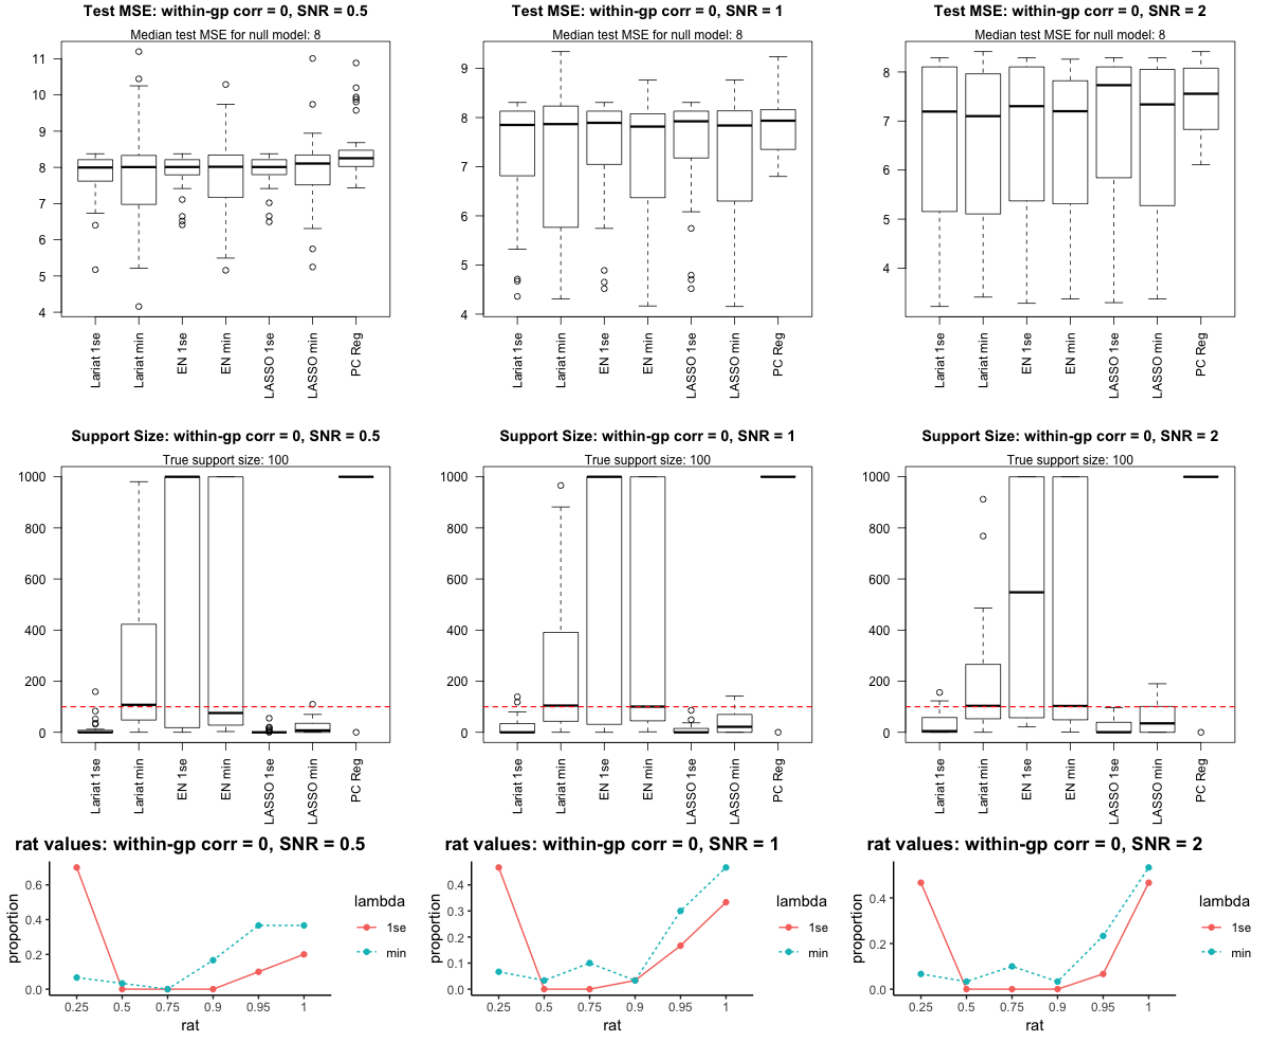 Test MSE: within-gp corr = 0, SNR = 0.5
Median test MSE for null model: 8
11
10
9
8
7
6
5
4
Lariat 1se
Lariat min
EN 1se
EN min
LASSO 1se
LASSO min
PC Reg
Test MSE: within-gp corr = 0, SNR = 1
Median test MSE for null model: 8
9
8
7
6
5
4
Lariat 1se
Lariat min
EN 1se
EN min
LASSO 1se
LASSO min
PC Reg
Test MSE: within-gp corr = 0, SNR = 2
Median test MSE for null model: 8
8
7
6
5
4
Lariat 1se
Lariat min
EN 1se
EN min
LASSO 1se
LASSO min
PC Reg
Support Size: within-gp corr = 0, SNR = 0.5
True support size: 100
1000
800
600
400
200
0
Lariat 1se
Lariat min
EN 1se
EN min
LASSO 1se
LASSO min
PC Reg
Support Size: within-gp corr = 0, SNR = 1
True support size: 100
1000
800
600
400
200
0
Lariat 1se
Lariat min
EN 1se
EN min
LASSO 1se
LASSO min
PC Reg
Support Size: within-gp corr = 0, SNR = 2
True support size: 100
1000
800
600
400
200
0
Lariat 1se
Lariat min
EN 1se
EN min
LASSO 1se
LASSO min
PC Reg
rat values: within-gp corr = 0, SNR = 0.5
proportion
0.6
0.4
0.2
0.0
0.25 0.5 0.75 0.9 0.95 1
rat
lambda
1se
min
rat values: within-gp corr = 0, SNR = 1
proportion
0.4
0.3
0.2
0.1
0.0
0.25 0.5 0.75 0.9 0.95 1
rat
lambda
1se
min
rat values: within-gp corr = 0, SNR = 2
proportion
0.4
0.2
0.0
0.25 0.5 0.75 0.9 0.95 1
rat
lambda
1se
min